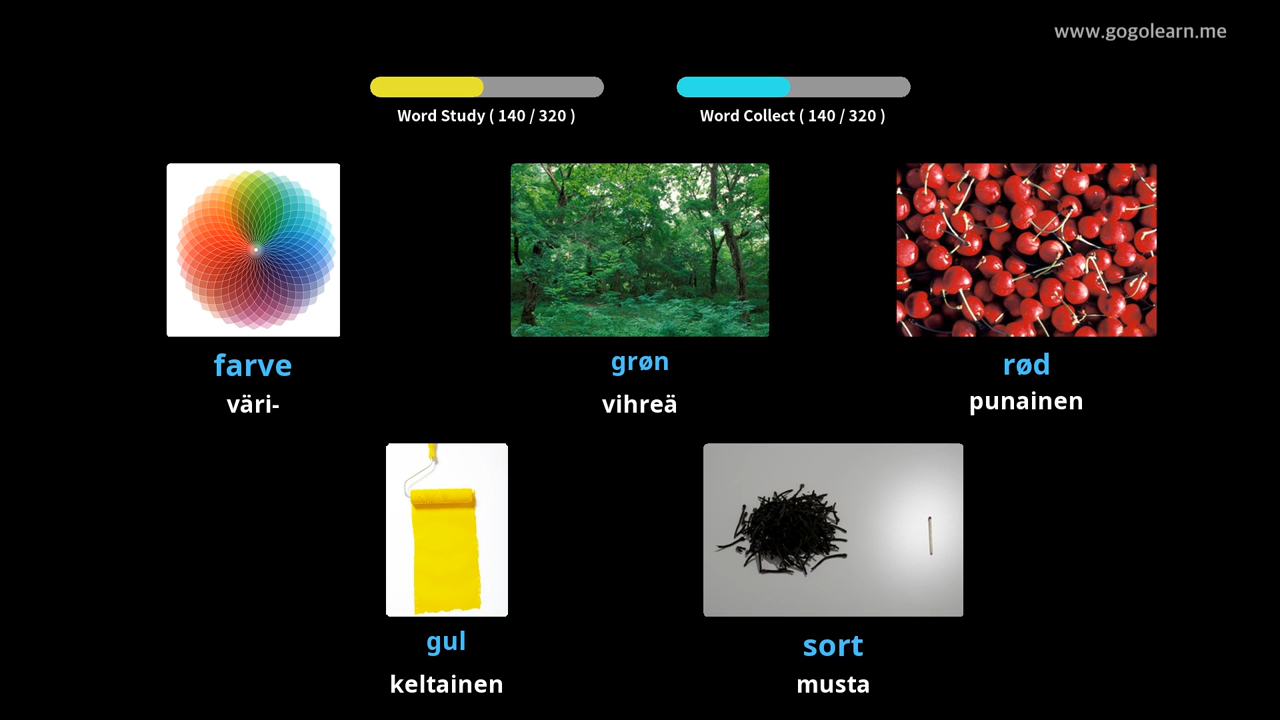 www.gogolearn.me
Word Study ( 140 / 320 )
Word Collect ( 140 / 320 )
farve
grøn
rød
väri-
vihreä
punainen
gul
sort
keltainen
musta